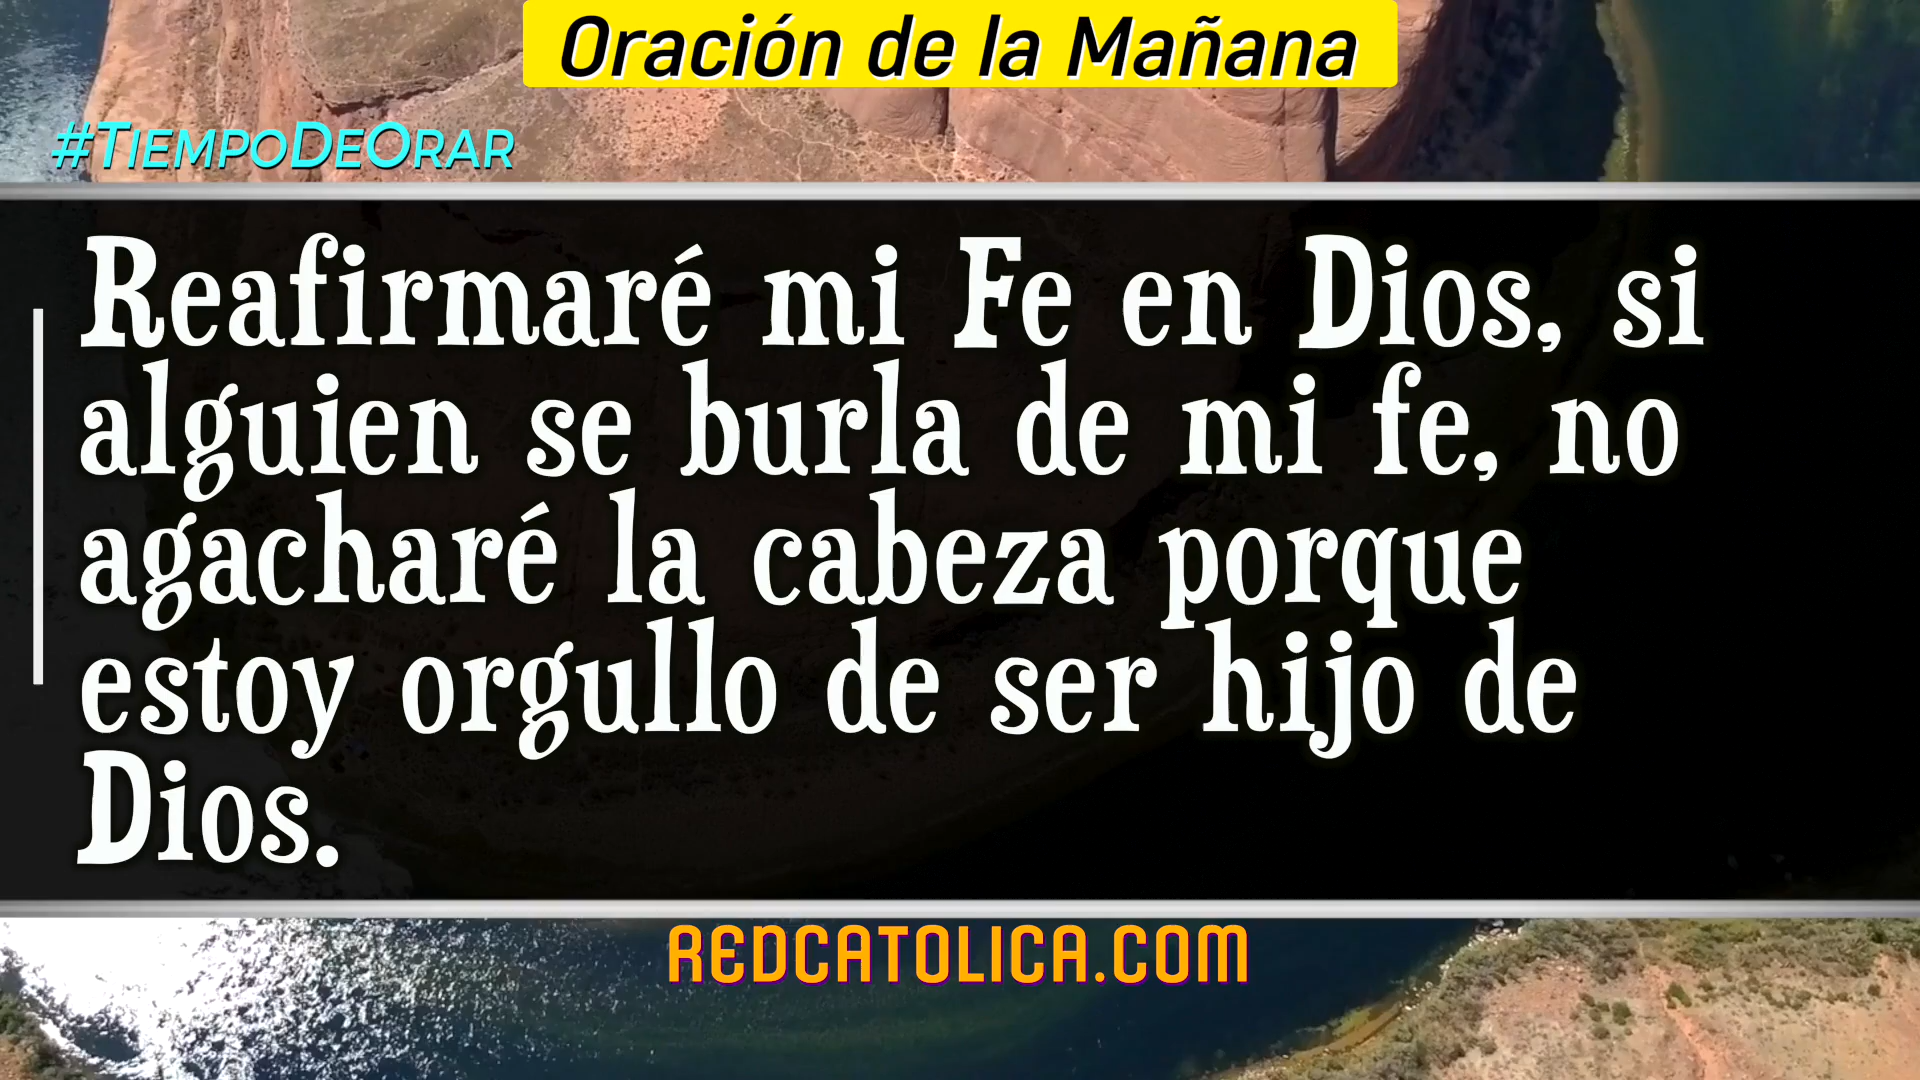 Oración de la Mañana
#TiempoDeOrar
Reafirmaré mi Fe en Dios, si
alguien se burla de mi fe, no
agacharé la cabeza porque
estoy orgullo de ser hijo de
Dios.
REDCATOLICA.COM